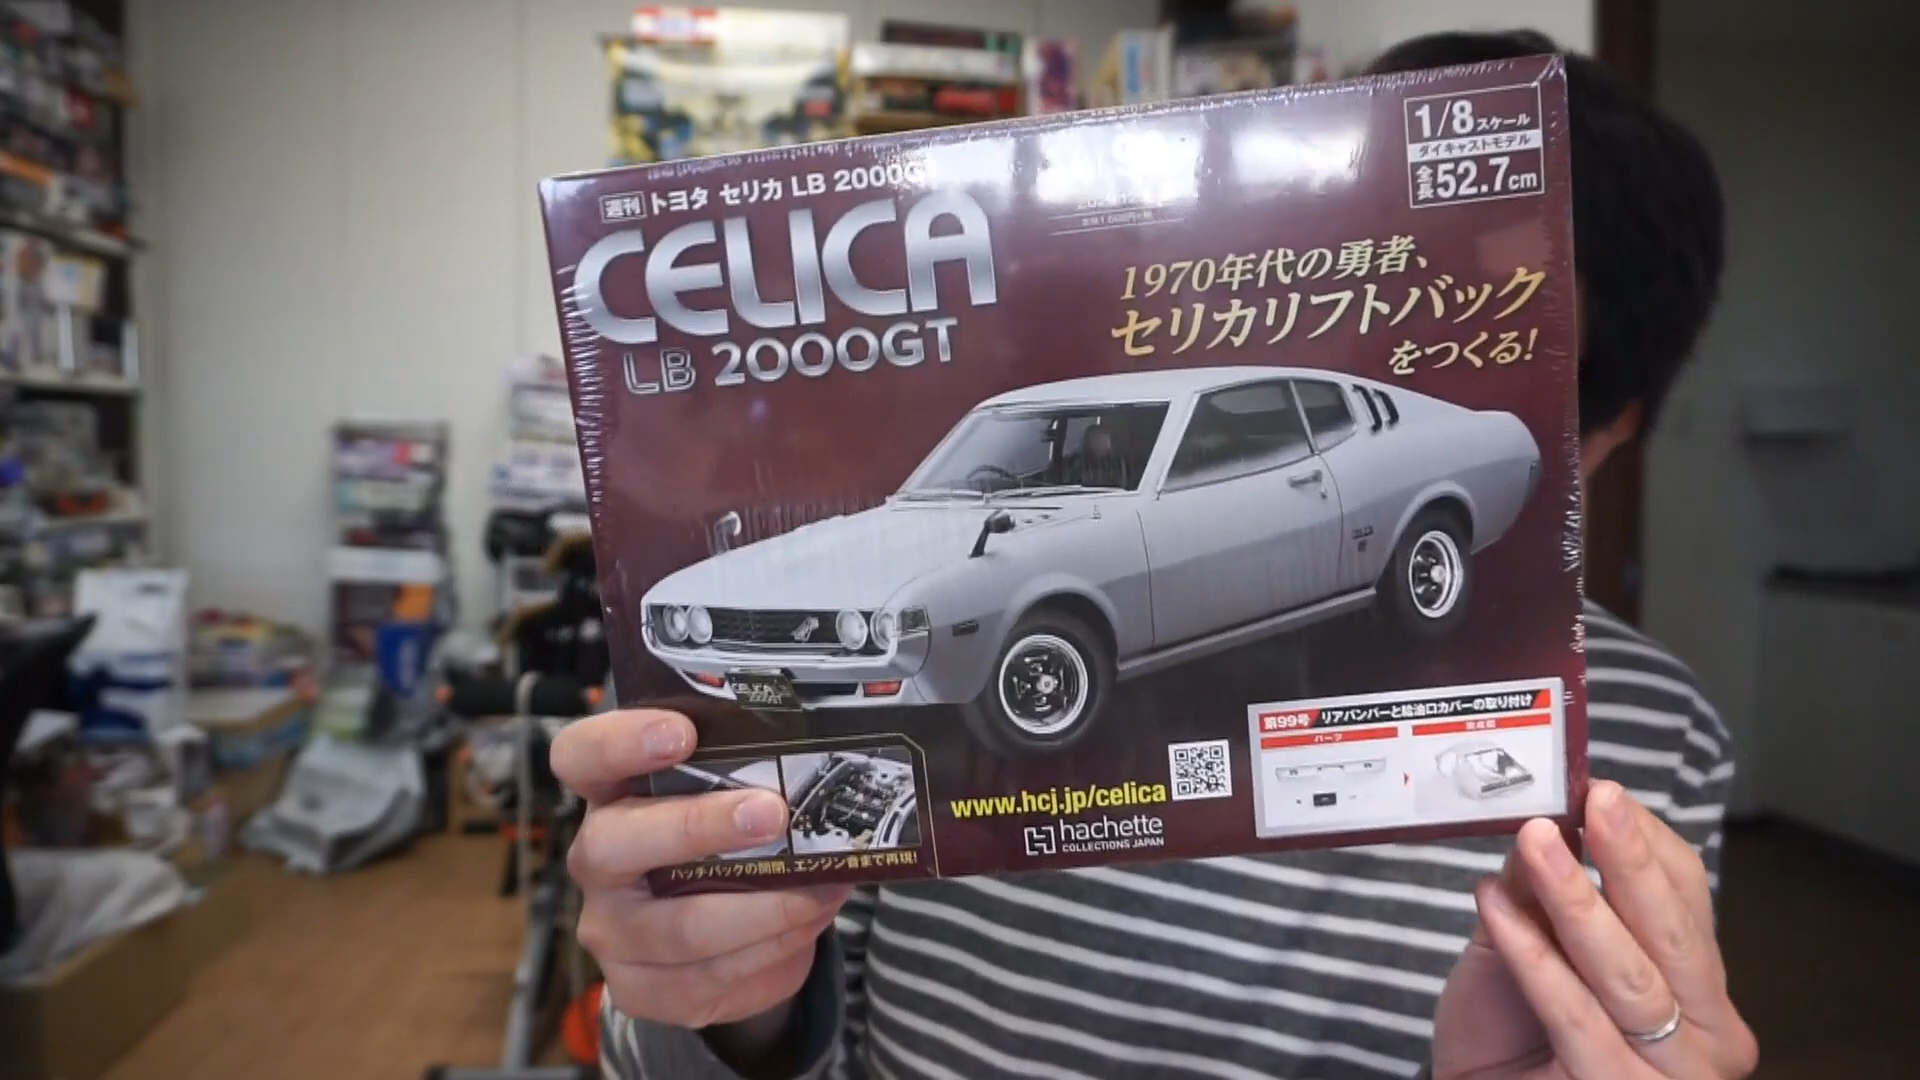 週刊 トヨタ セリカ LB 2000G
CELICA
LB 2000GT
1/8スケール
ダイキャストモデル
全長52.7cm
1970年代の勇者、
セリカリフトバック
をつくる!
CELICA
2000GT
第99号 リアバンパーと給油口カバーの取り付け
パーツ
完成図
www.hcj.jp/celica
hachette
COLLECTIONS JAPAN
ハッチバックの開閉、エンジン音まで再現!